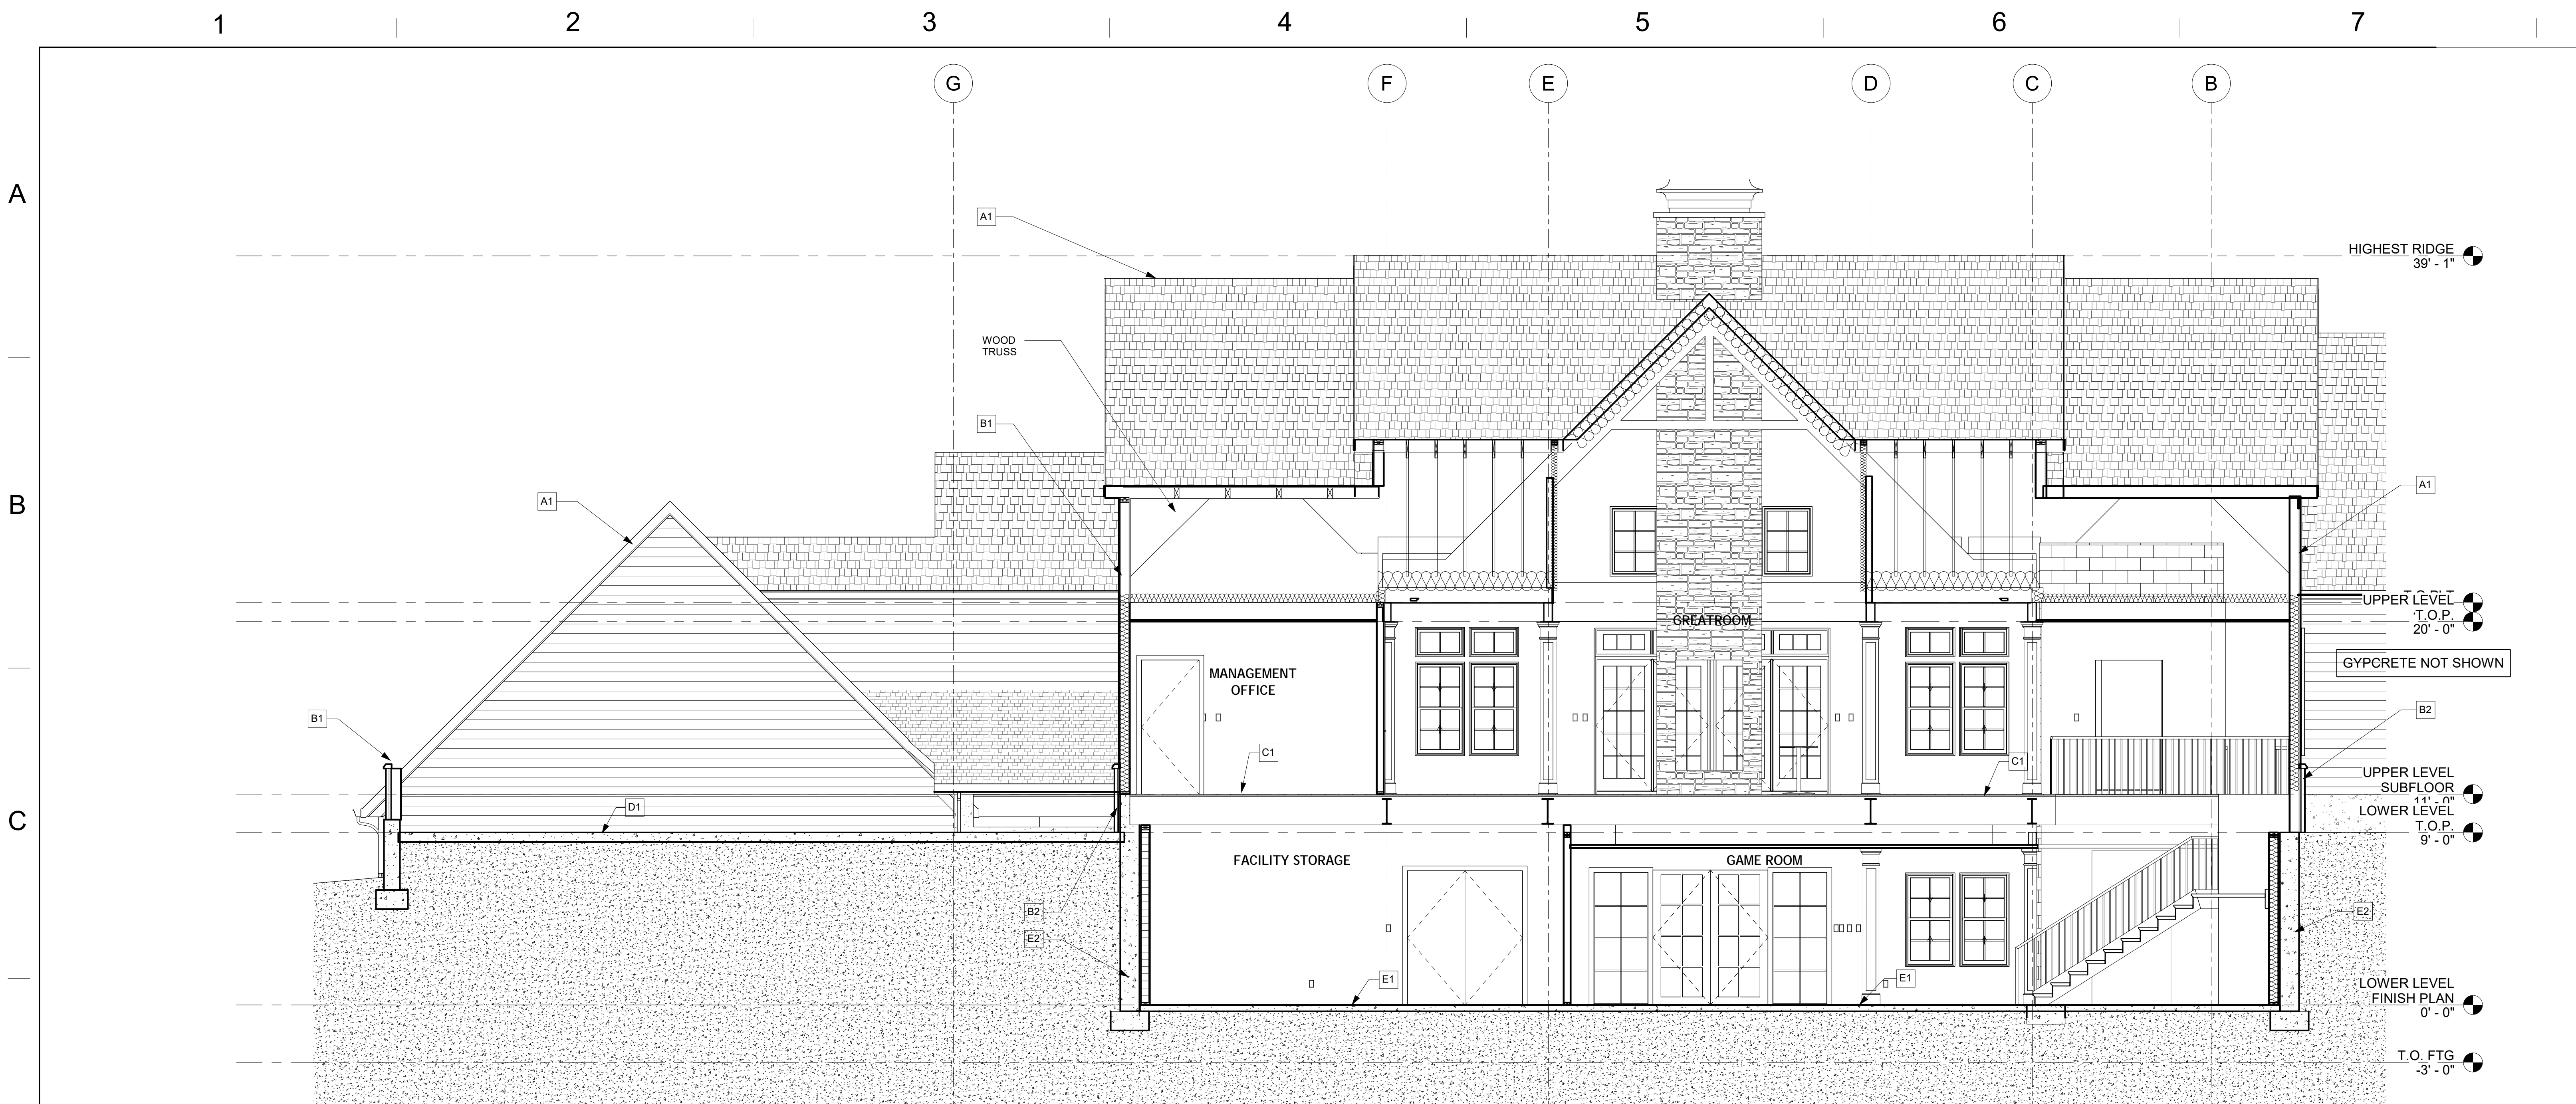 1 2 3 4 5 6 7
G F E D C B
A
A1
HIGHEST RIDGE
39' - 1"
WOOD
TRUSS
B1
A1
A1
B
UPPER LEVEL
T.O.P.
20' - 0"
GREATROOM
GYPCRETE NOT SHOWN
MANAGEMENT
OFFICE
B1
B2
C1
C1
UPPER LEVEL
SUBFLOOR
11' - 0"
D1
C
LOWER LEVEL
T.O.P.
9' - 0"
FACILITY STORAGE
GAME ROOM
B2
E2
E2
E1
E1
LOWER LEVEL
FINISH PLAN
0' - 0"
T.O. FTG
-3' - 0"